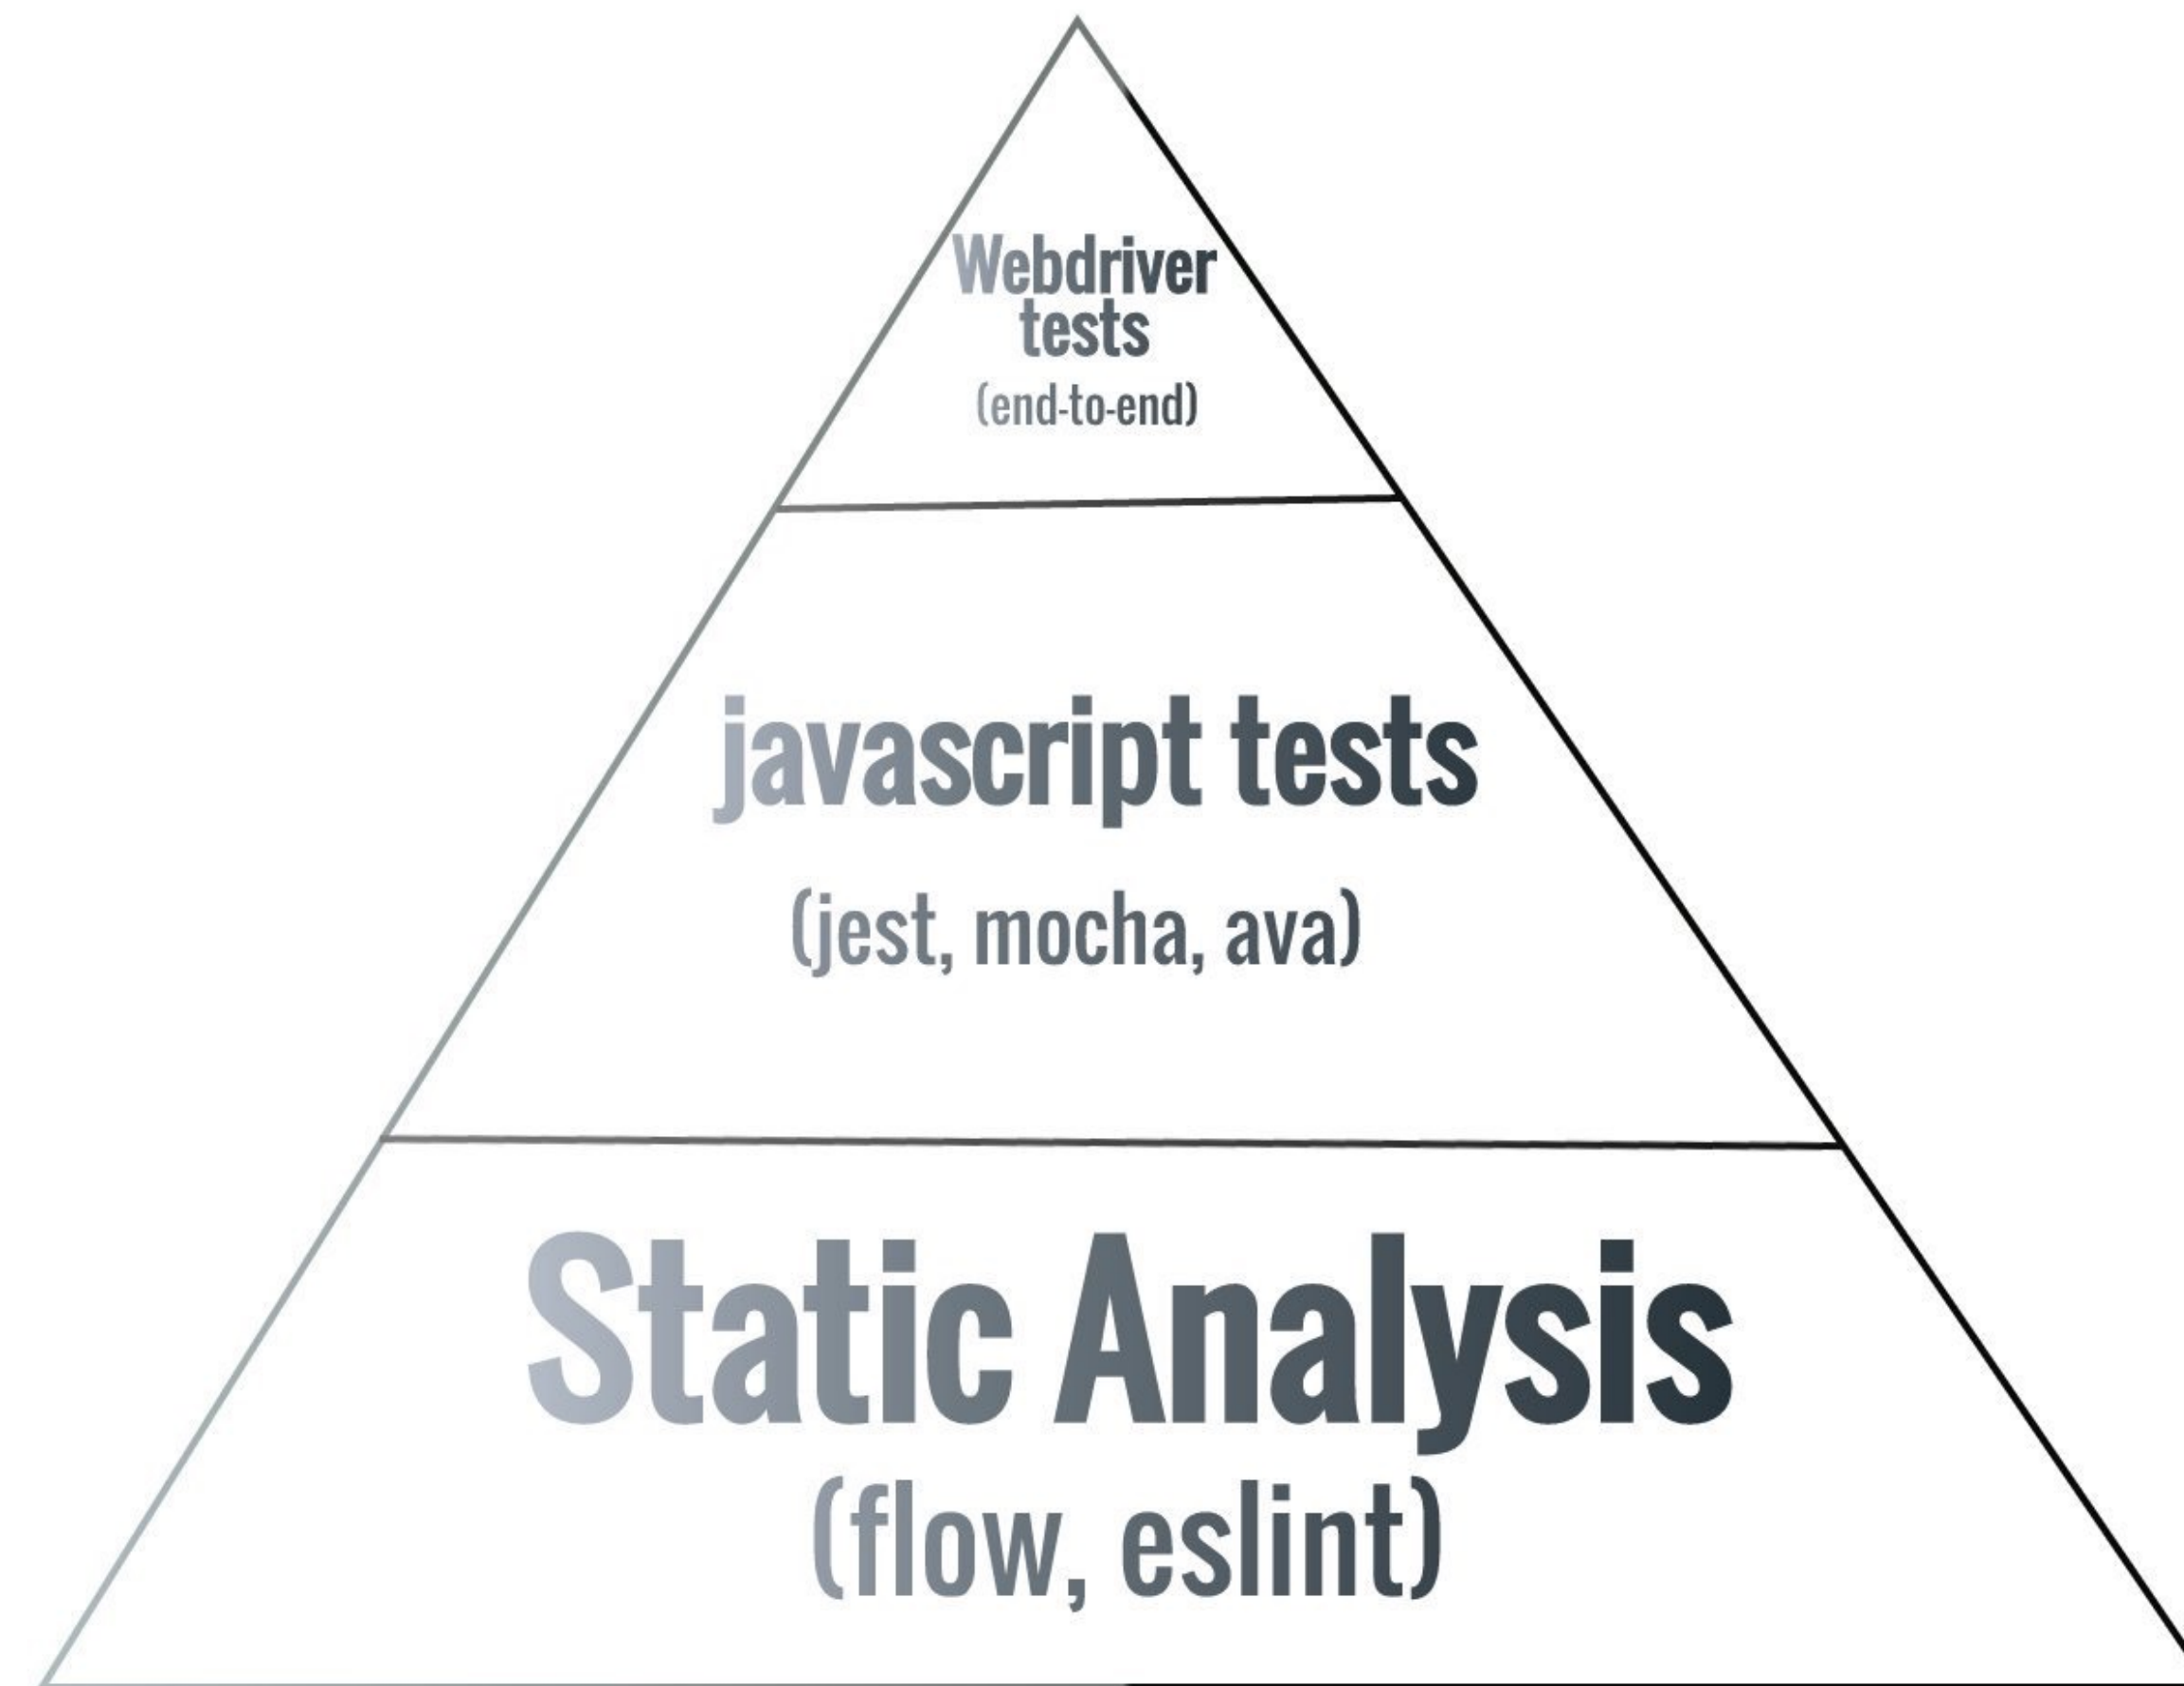 Webdriver
tests
(end-to-end)
javascript tests
(jest, mocha, ava)
Static Analysis
(flow, eslint)